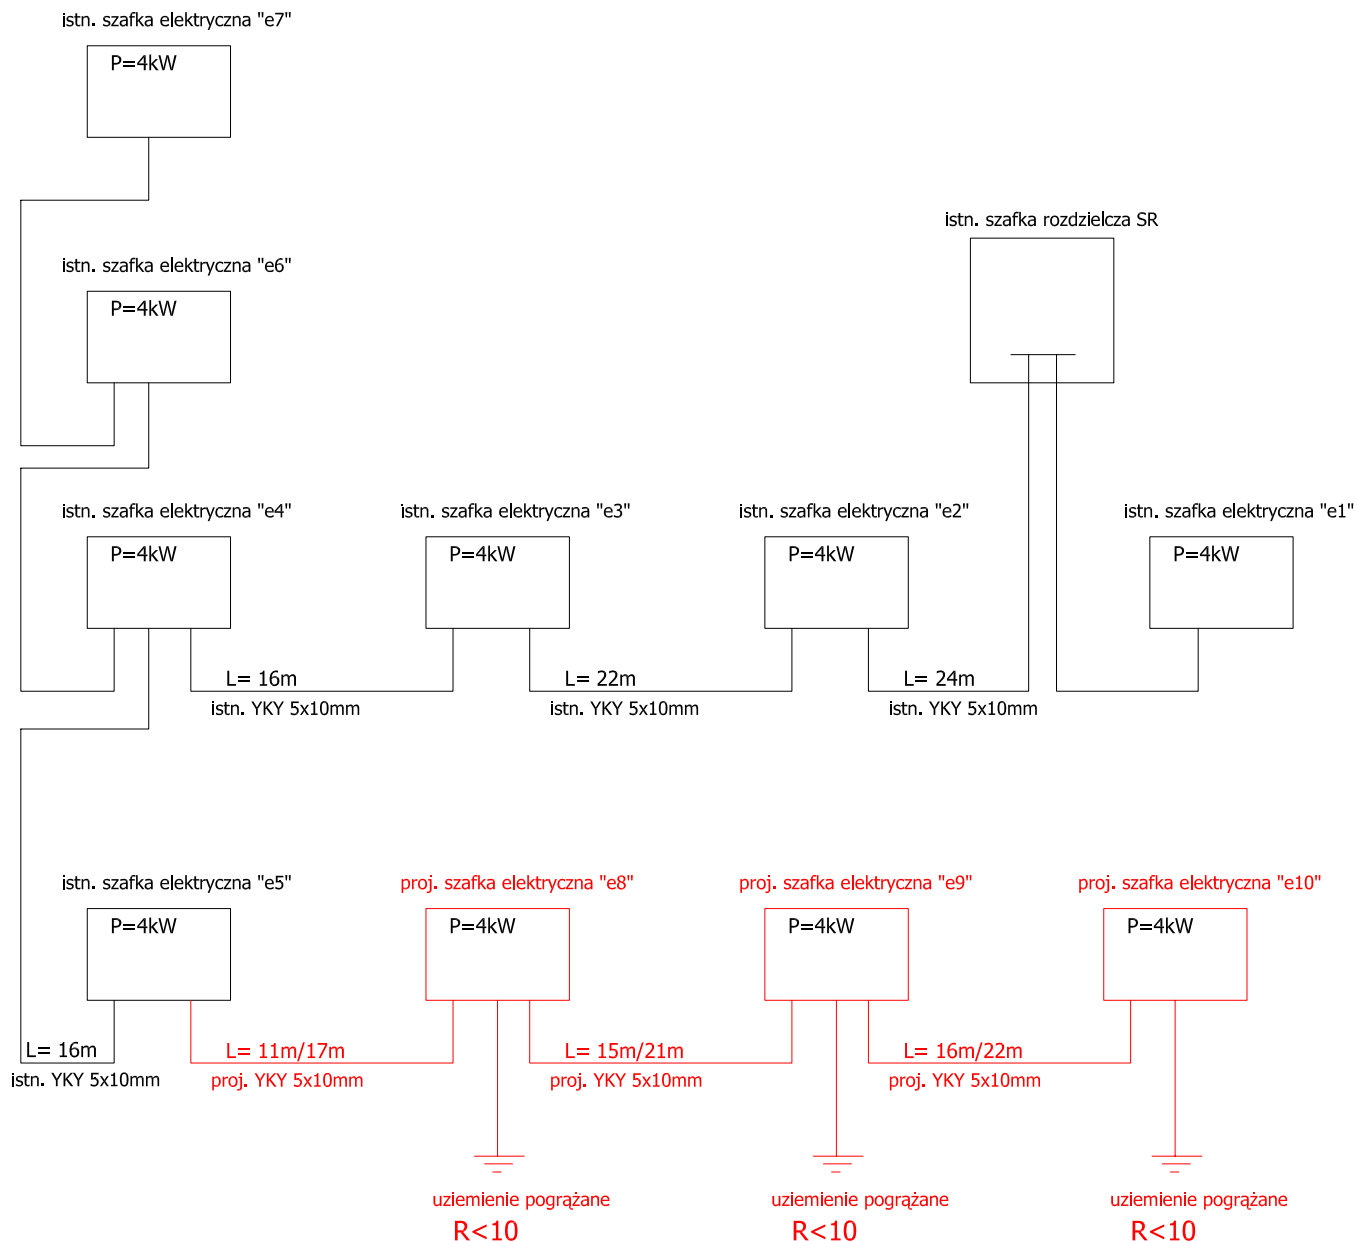 istn. szafka elektryczna "e7"
P=4kW
istn. szafka rozdzielcza SR
istn. szafka elektryczna "e6"
P=4kW
istn. szafka elektryczna "e4"
istn. szafka elektryczna "e3"
istn. szafka elektryczna "e2"
istn. szafka elektryczna "e1"
P=4kW
P=4kW
P=4kW
P=4kW
L= 16m
L= 22m
L= 24m
istn. YKY 5x10mm
istn. YKY 5x10mm
istn. YKY 5x10mm
istn. szafka elektryczna "e5"
proj. szafka elektryczna "e8"
proj. szafka elektryczna "e9"
proj. szafka elektryczna "e10"
P=4kW
P=4kW
P=4kW
P=4kW
L= 16m
L= 11m/17m
L= 15m/21m
L= 16m/22m
istn. YKY 5x10mm
proj. YKY 5x10mm
proj. YKY 5x10mm
proj. YKY 5x10mm
uziemienie pogrążane
uziemienie pogrążane
uziemienie pogrążane
R<10
R<10
R<10